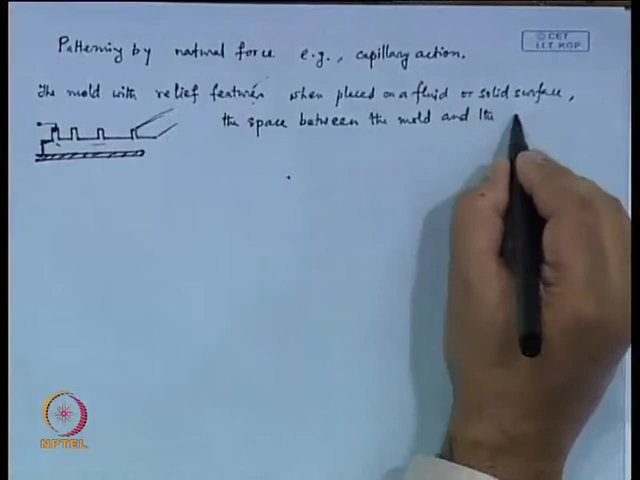 © CET
I.I.T. KGP
Patterning by natural force e.g., capillary action.
The mold with relief features when placed on a fluid or solid surface,
the space between the mold and the
NPTEL